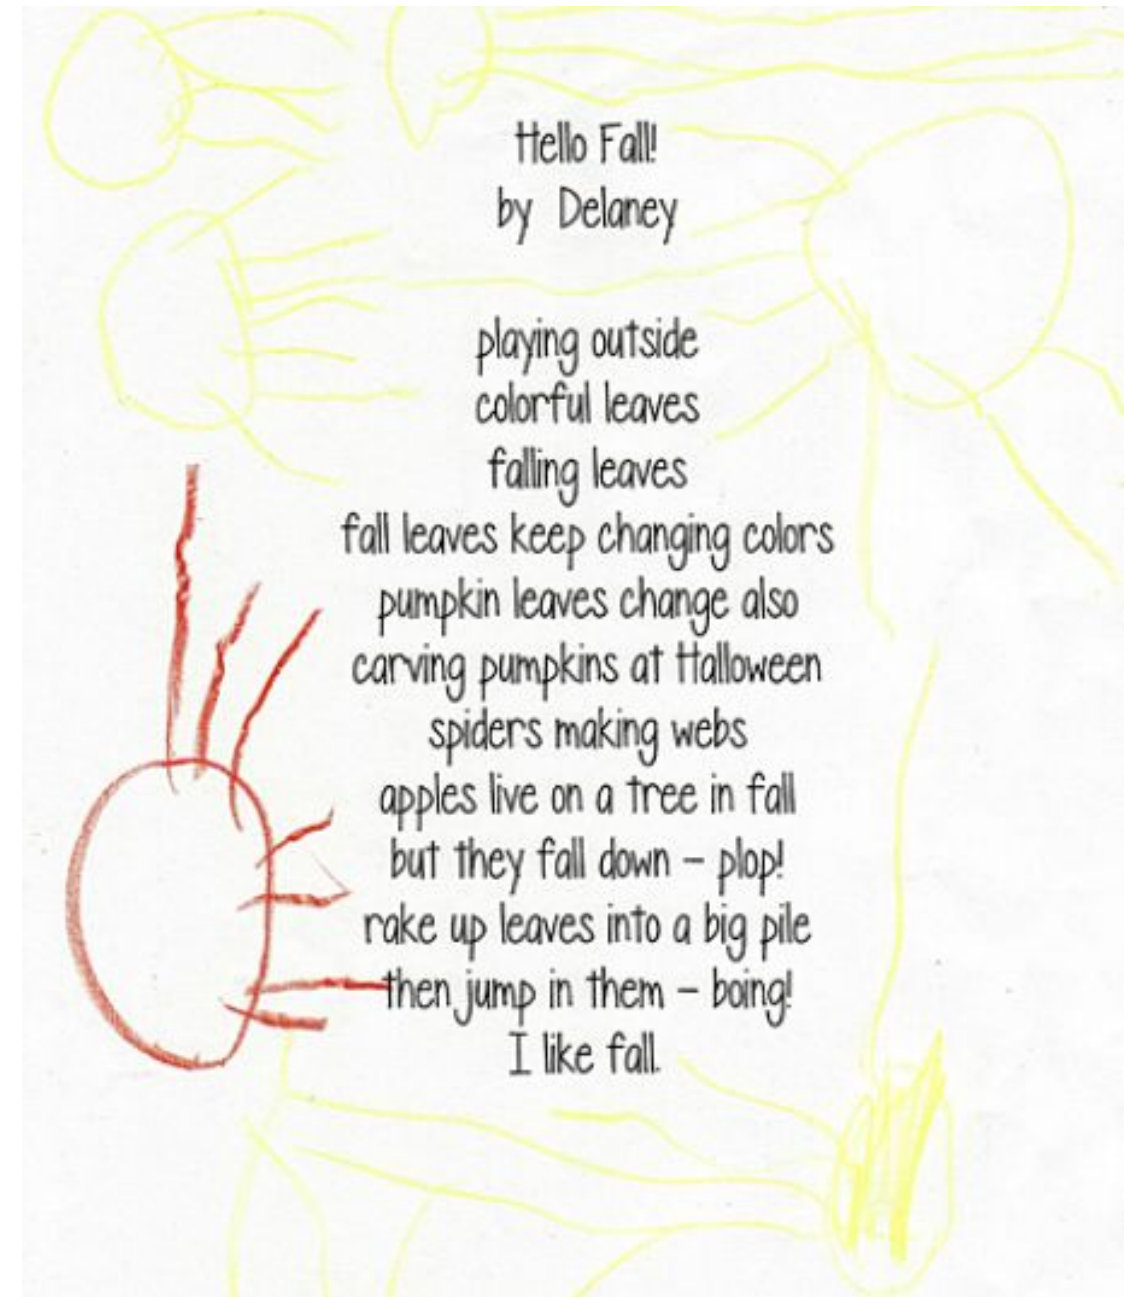 Hello Fall!
by Delaney
playing outside
colorful leaves
falling leaves
fall leaves keep changing colors
pumpkin leaves change also
carving pumpkins at Halloween
spiders making webs
apples live on a tree in fall
but they fall down – plop!
rake up leaves into a big pile
then jump in them – boing!
I like fall.